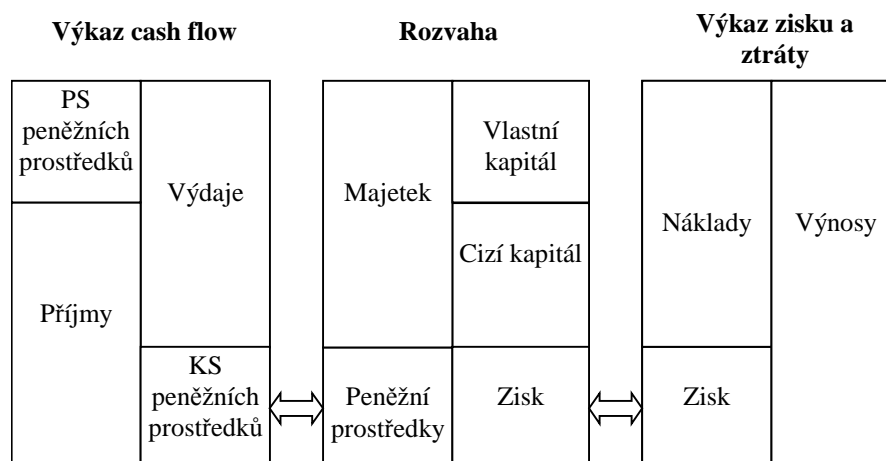 Výkaz cash flow
Rozvaha
Výkaz zisku a
ztráty
PS
peněžních
prostředků
Příjmy
Výdaje
KS
peněžních
prostředků
Majetek
Peněžní
prostředky
Vlastní
kapitál
Cizí kapitál
Zisk
Náklady
Zisk
Výnosy